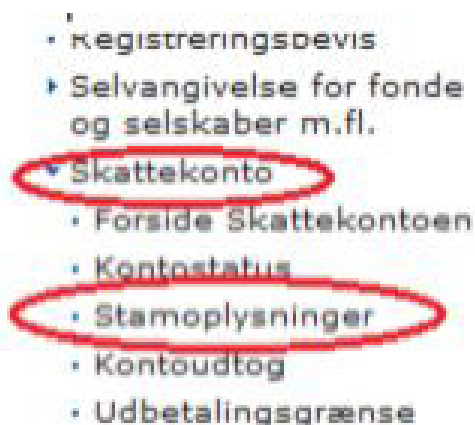 Registreringsbevis
Selvangivelse for fonde
og selskaber m.fl.
Skattekonto
Forside Skattekontoen
Kontostatus
Stamoplysninger
Kontoudtog
Udbetalingsgrænse